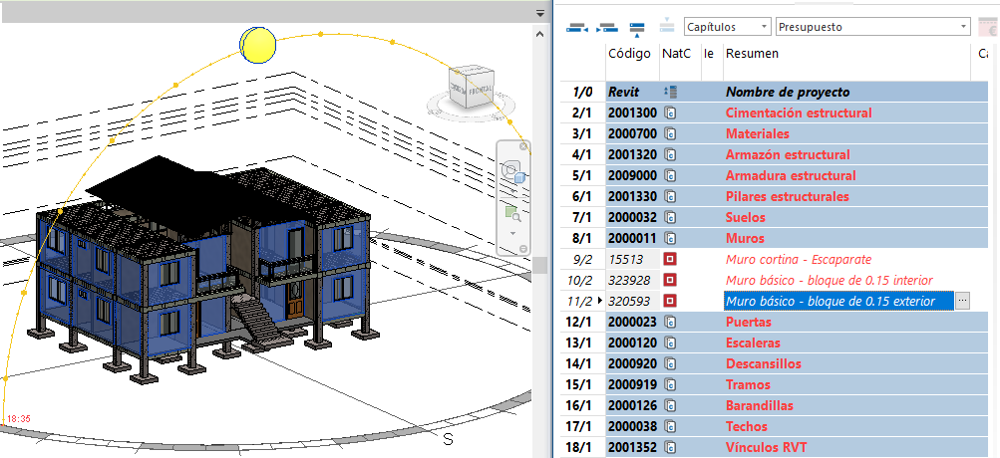 FRONTAL
18:35
S
Capítulos
Presupuesto
Código NatC Ie Resumen Ca
1/0 Revit Nombre de proyecto
2/1 2001300 Cimentación estructural
3/1 2000700 Materiales
4/1 2001320 Armazón estructural
5/1 2009000 Armadura estructural
6/1 2001330 Pilares estructurales
7/1 2000032 Suelos
8/1 2000011 Muros
9/2 15513 Muro cortina - Escaparate
10/2 323928 Muro básico - bloque de 0.15 interior
11/2 320593 Muro básico - bloque de 0.15 exterior ...
12/1 2000023 Puertas
13/1 2000120 Escaleras
14/1 2000920 Descansillos
15/1 2000919 Tramos
16/1 2000126 Barandillas
17/1 2000038 Techos
18/1 2001352 Vínculos RVT